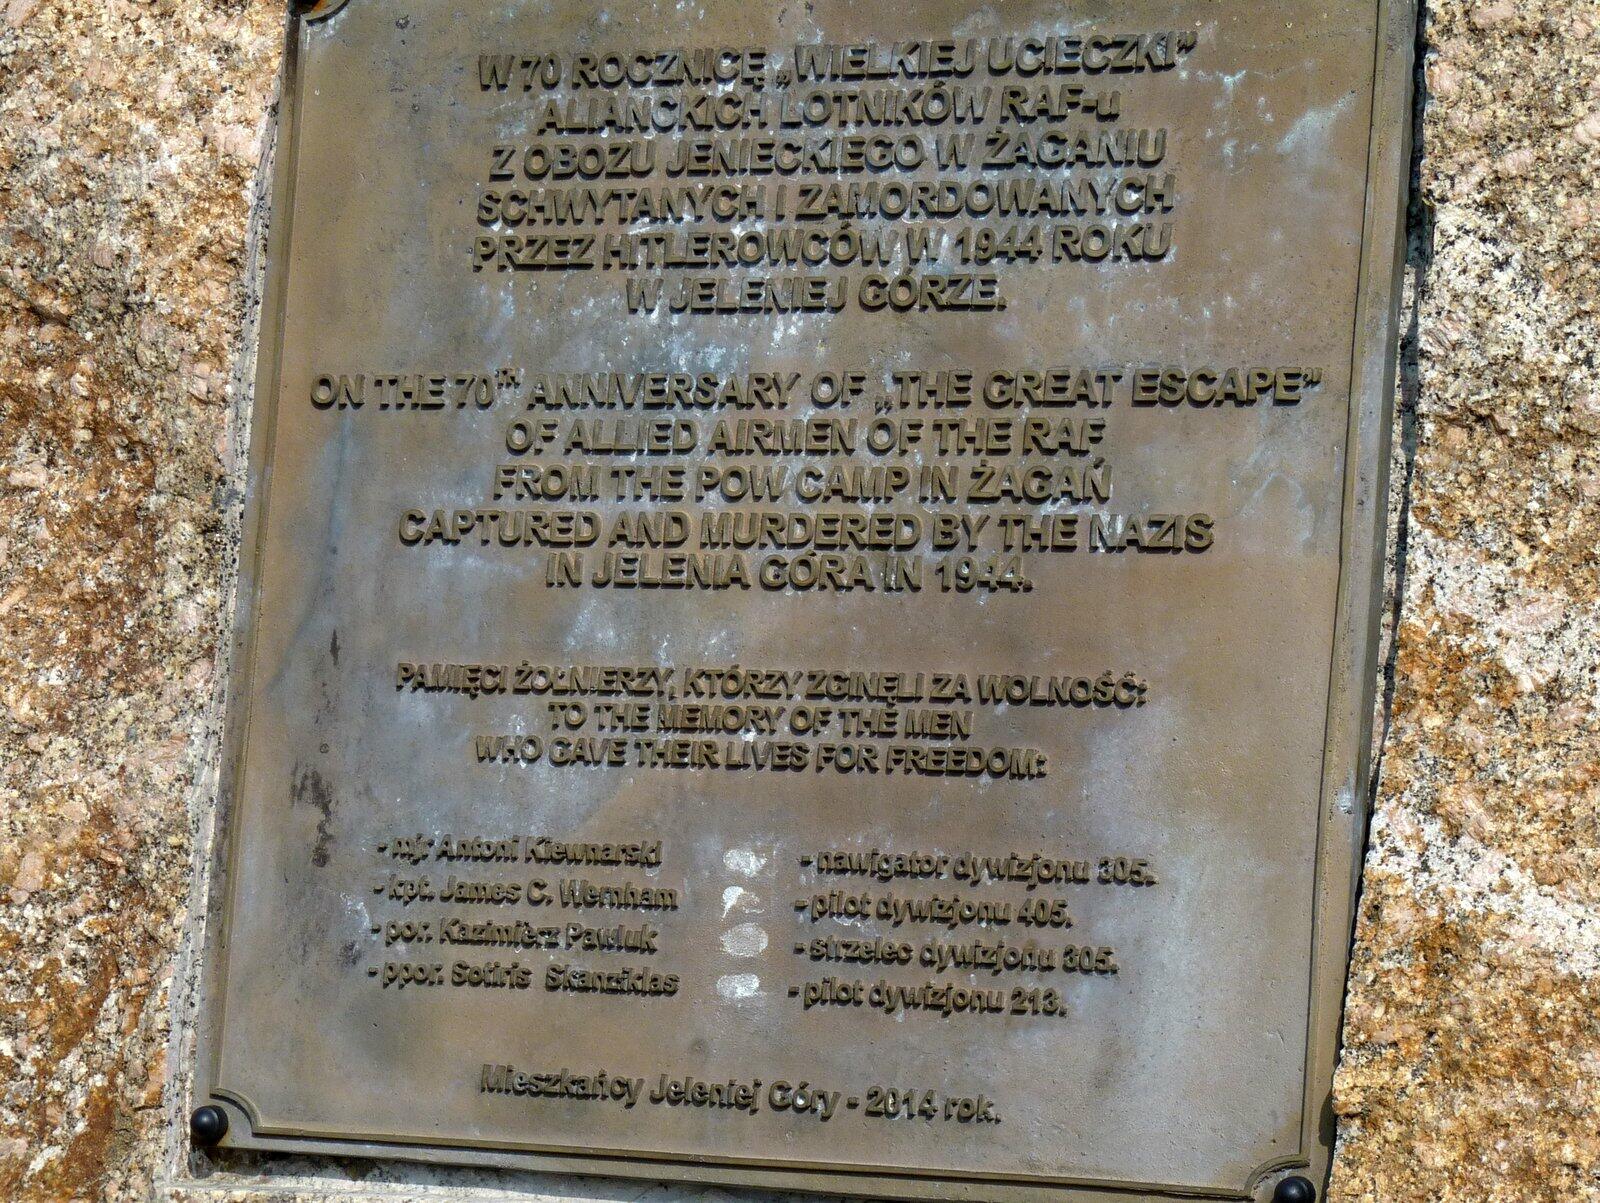 W 70 ROCZNICĘ „WIELKIEJ UCIECZKI”
ALIANCKICH LOTNIKÓW RAF-u
Z OBOZU JENIECKIEGO W ŻAGANIU
SCHWYTANYCH I ZAMORDOWANYCH
PRZEZ HITLEROWCÓW W 1944 ROKU
W JELENIEJ GÓRZE.
ON THE 70TH ANNIVERSARY OF „THE GREAT ESCAPE”
OF ALLIED AIRMEN OF THE RAF
FROM THE POW CAMP IN ŻAGAŃ
CAPTURED AND MURDERED BY THE NAZIS
IN JELENIA GÓRA IN 1944.
PAMIĘCI ŻOŁNIERZY, KTÓRZY ZGINĘLI ZA WOLNOŚĆ:
TO THE MEMORY OF THE MEN
WHO GAVE THEIR LIVES FOR FREEDOM:
- mjr Antoni Kiewnarski - nawigator dywizjonu 305.
- kpt. James C. Wernham - pilot dywizjonu 405.
- por. Kazimierz Pawluk - strzelec dywizjonu 305.
- ppor. Sotiris Skanziklas - pilot dywizjonu 213.
Mieszkańcy Jeleniej Góry - 2014 rok.